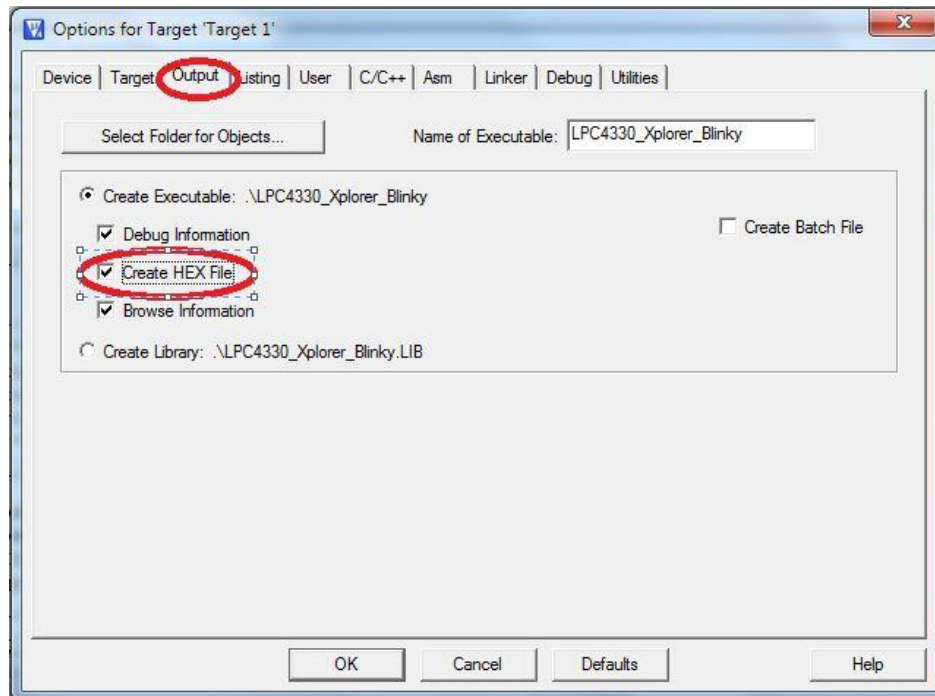 Options for Target 'Target 1'
Device Target Output Listing User C/C++ Asm Linker Debug Utilities
Select Folder for Objects... Name of Executable: LPC4330_Xplorer_Blinky
Create Executable: .\LPC4330_Xplorer_Blinky
Debug Information Create Batch File
Create HEX File
Browse Information
Create Library: .\LPC4330_Xplorer_Blinky.LIB
OK Cancel Defaults Help